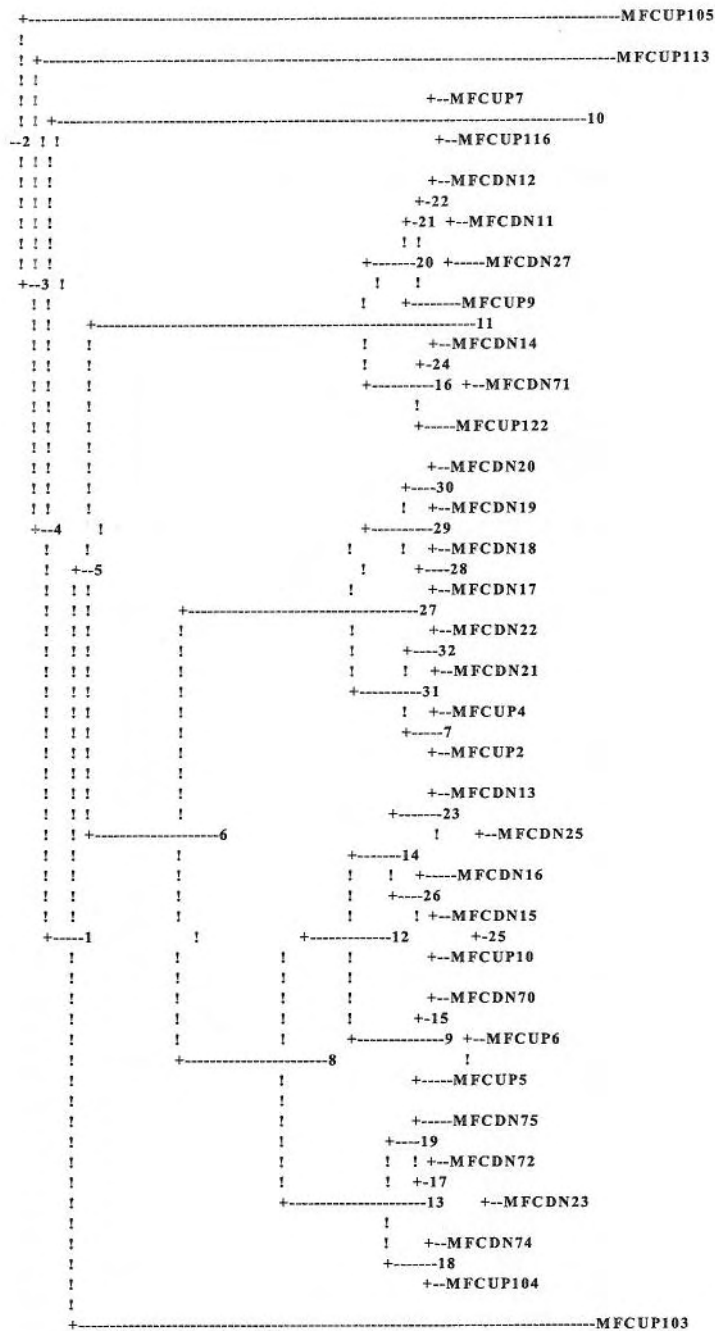 +-----------------------------------------------------------------MFCUP105
!
! +---------------------------------------------------------------MFCUP113
! !
! ! +--MFCUP7
! ! +----------------------------------------------------------10
--2 ! ! +--MFCUP116
! ! !
! ! ! +--MFCDN12
! ! ! +-22
! ! ! +-21 +--MFCDN11
! ! ! ! !
! ! ! +-------20 +-----MFCDN27
+--3 ! ! !
! ! ! +--------MFCUP9
! ! +------------------------------------------11
! ! ! ! +--MFCDN14
! ! ! ! +-24
! ! ! +----------16 +--MFCDN71
! ! ! !
! ! ! +-----MFCUP122
! ! !
! ! ! +--MFCDN20
! ! ! +----30
! ! ! ! +--MFCDN19
+--4 ! +----------29
! ! ! ! +--MFCDN18
! +--5 ! +----28
! ! ! ! +--MFCDN17
! ! ! +-------------------------27
! ! ! ! ! +--MFCDN22
! ! ! ! ! +----32
! ! ! ! ! ! +--MFCDN21
! ! ! ! +----------31
! ! ! ! ! +--MFCUP4
! ! ! ! +-----7
! ! ! ! +--MFCUP2
! ! ! !
! ! ! ! +--MFCDN13
! ! ! ! +-------23
! ! +--------------------6 ! +--MFCDN25
! ! ! +-------14
! ! ! ! ! +-----MFCDN16
! ! ! ! +----26
! ! ! ! ! +--MFCDN15
+-----1 ! +------------12 +-25
! ! ! ! +--MFCUP10
! ! ! !
! ! ! ! +--MFCDN70
! ! ! ! +-15
! ! ! +-------------9 +--MFCUP6
! +---------------------8 !
! ! +-----MFCUP5
! !
! ! +-----MFCDN75
! ! +----19
! ! ! ! +--MFCDN72
! ! ! +-17
! +--------------------13 +--MFCDN23
! !
! ! +--MFCDN74
! +-------18
! +--MFCUP104
!
+---------------------------------------------------------MFCUP103